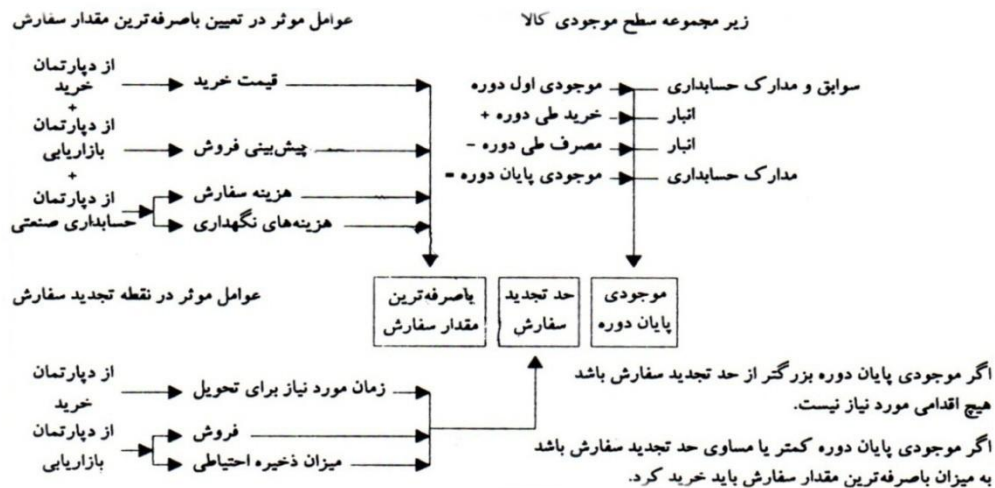 زیر مجموعه سطح موجودی کالا
سوابق و مدارک حسابداری
موجودی اول دوره
انبار
خرید طی دوره +
انبار
مصرف طی دوره -
مدارک حسابداری
موجودی پایان دوره =
عوامل موثر در تعیین باصرفه‌ترین مقدار سفارش
از دپارتمان
خرید
قیمت خرید
+
از دپارتمان
بازاریابی
پیش‌بینی فروش
+
از دپارتمان
حسابداری صنعتی
هزینه سفارش
هزینه‌های نگهداری
موجودی
پایان دوره
حد تجدید
سفارش
باصرفه‌ترین
مقدار سفارش
عوامل موثر در نقطه تجدید سفارش
از دپارتمان
خرید
زمان مورد نیاز برای تحویل
از دپارتمان
بازاریابی
فروش
میزان ذخیره احتیاطی
اگر موجودی پایان دوره بزرگتر از حد تجدید سفارش باشد
هیچ اقدامی مورد نیاز نیست.
اگر موجودی پایان دوره کمتر یا مساوی حد تجدید سفارش باشد
به میزان باصرفه‌ترین مقدار سفارش باید خرید کرد.